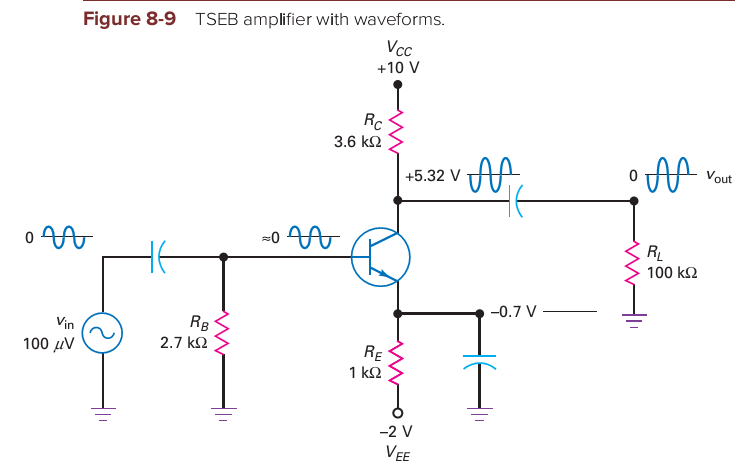 Figure 8-9 TSEB amplifier with waveforms.
VCC
+10 V
RC
3.6 kΩ
+5.32 V
0
vout
0
≈0
RL
100 kΩ
vin
100 μV
RB
2.7 kΩ
–0.7 V
RE
1 kΩ
–2 V
VEE